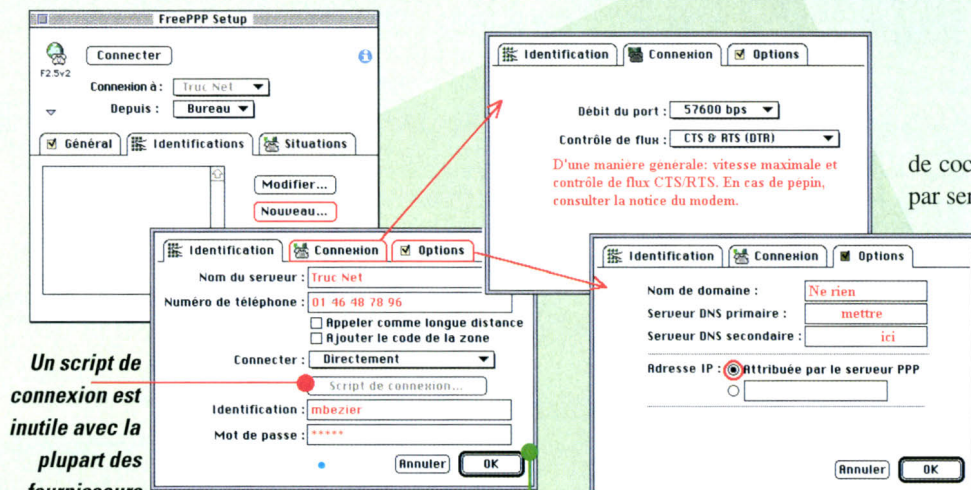 FreePPP Setup
Connecter
F2.5v2
Connexion à : Truc Net
Depuis : Bureau
Général Identifications Situations
Modifier...
Nouveau...
Identification Connexion Options
Nom du serveur : Truc Net
Numéro de téléphone : 01 46 48 78 96
Appeler comme longue distance
Ajouter le code de la zone
Connecter : Directement
Script de connexion...
Identification : mbezier
Mot de passe : *****
Annuler OK
Un script de
connexion est
inutile avec la
plupart des
fournisseurs
Identification Connexion Options
Débit du port : 57600 bps
Contrôle de flux : CTS & RTS (DTR)
D'une manière générale: vitesse maximale et
contrôle de flux CTS/RTS. En cas de pépin,
consulter la notice du modem.
Identification Connexion Options
Nom de domaine : Ne rien
Serveur DNS primaire : mettre
Serveur DNS secondaire : ici
Adresse IP : Attribuée par le serveur PPP
Annuler OK
de coc
par ser